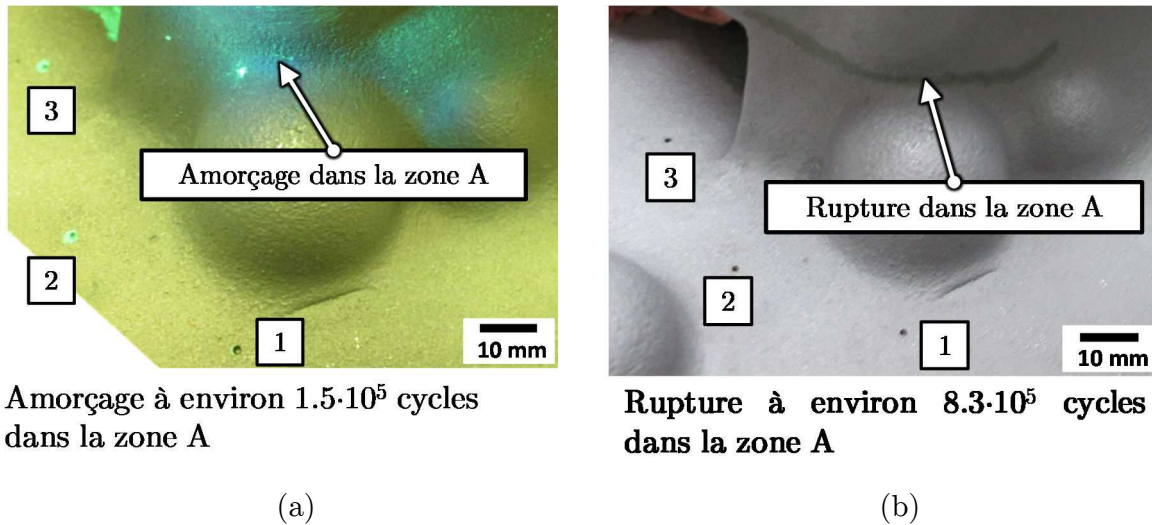 3
Amorçage dans la zone A
2
1
10 mm
Amorçage à environ 1.5·10⁵ cycles
dans la zone A
(a)
3
Rupture dans la zone A
2
1
10 mm
Rupture à environ 8.3·10⁵ cycles
dans la zone A
(b)